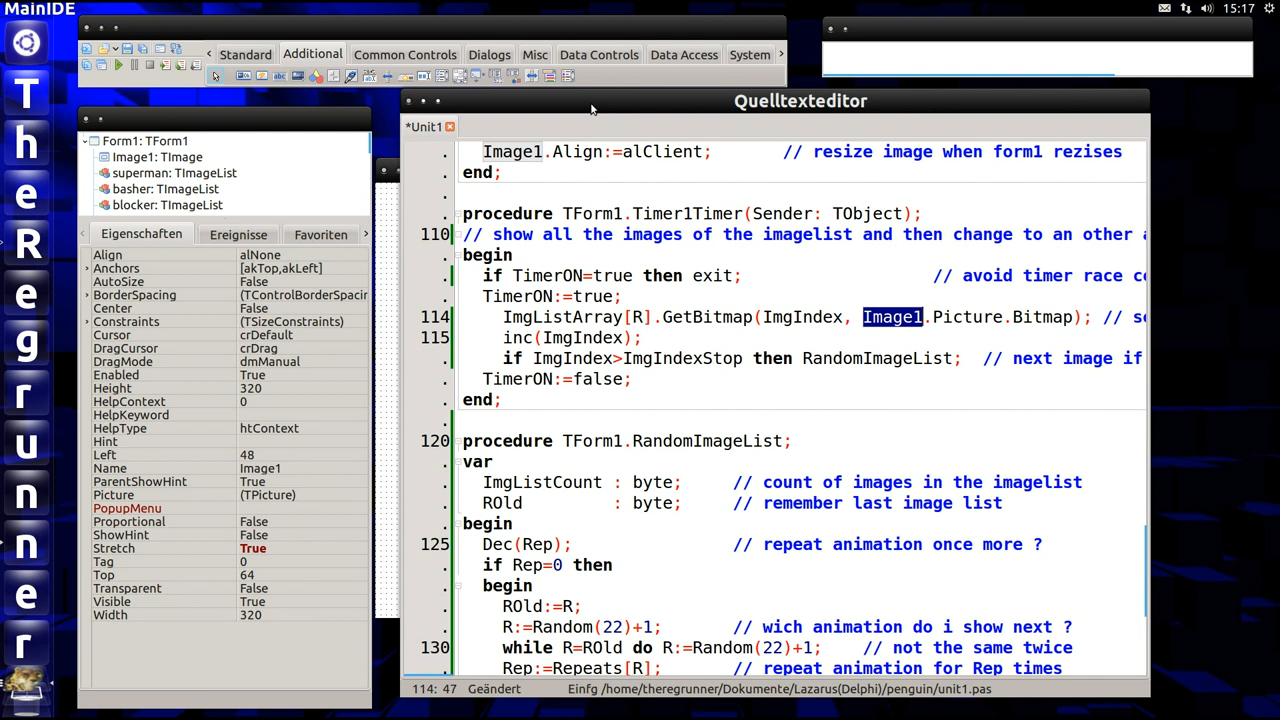 MainIDE
15:17
T
h
e
R
e
g
r
u
n
n
e
r
Standard Additional Common Controls Dialogs Misc Data Controls Data Access System
Form1: TForm1
Image1: TImage
superman: TImageList
basher: TImageList
blocker: TImageList
Eigenschaften Ereignisse Favoriten
Align alNone
Anchors [akTop,akLeft]
AutoSize False
BorderSpacing (TControlBorderSpacin
Center False
Constraints (TSizeConstraints)
Cursor crDefault
DragCursor crDrag
DragMode dmManual
Enabled True
Height 320
HelpContext 0
HelpKeyword
HelpType htContext
Hint
Left 48
Name Image1
ParentShowHint True
Picture (TPicture)
PopupMenu
Proportional False
ShowHint False
Stretch True
Tag 0
Top 64
Transparent False
Visible True
Width 320
Quelltexteditor
*Unit1
. Image1.Align:=alClient; // resize image when form1 rezises
. end;
.
. procedure TForm1.Timer1Timer(Sender: TObject);
110 // show all the images of the imagelist and then change to an other a
. begin
. if TimerON=true then exit; // avoid timer race co
. TimerON:=true;
114 ImgListArray[R].GetBitmap(ImgIndex, Image1.Picture.Bitmap); // se
115 inc(ImgIndex);
. if ImgIndex>ImgIndexStop then RandomImageList; // next image if
. TimerON:=false;
. end;
.
120 procedure TForm1.RandomImageList;
. var
. ImgListCount : byte; // count of images in the imagelist
. ROld : byte; // remember last image list
. begin
125 Dec(Rep); // repeat animation once more ?
. if Rep=0 then
. begin
. ROld:=R;
. R:=Random(22)+1; // wich animation do i show next ?
130 while R=ROld do R:=Random(22)+1; // not the same twice
. Rep:=Repeats[R]; // repeat animation for Rep times
114: 47 Geändert Einfg /home/theregrunner/Dokumente/Lazarus(Delphi)/penguin/unit1.pas